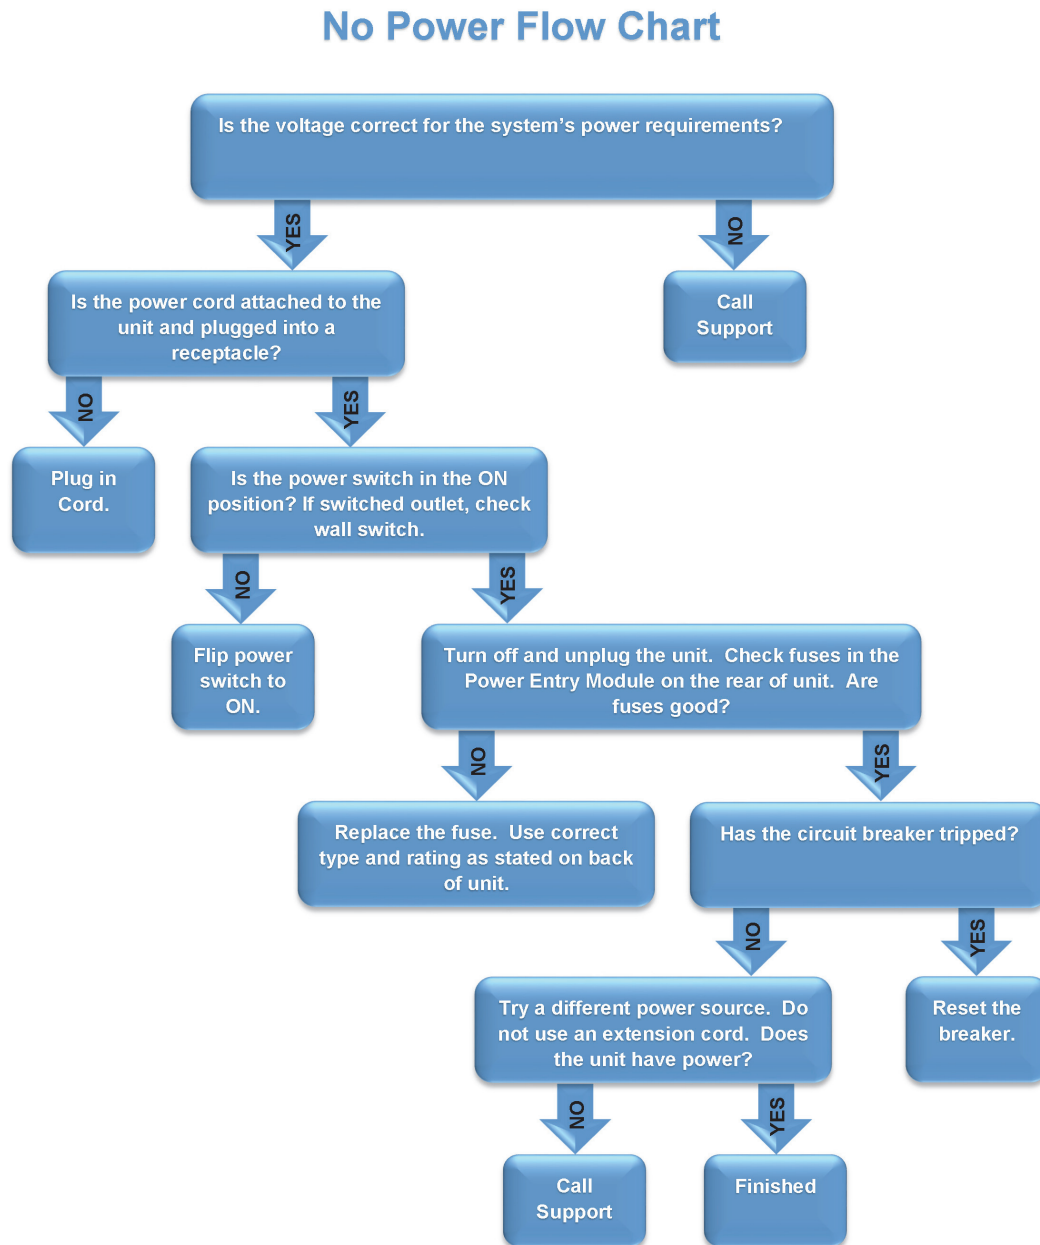 No Power Flow Chart
Is the voltage correct for the system's power requirements?
YES
NO
Is the power cord attached to the
unit and plugged into a
receptacle?
Call
Support
NO
YES
Plug in
Cord.
Is the power switch in the ON
position? If switched outlet, check
wall switch.
NO
YES
Flip power
switch to
ON.
Turn off and unplug the unit.  Check fuses in the
Power Entry Module on the rear of unit.  Are
fuses good?
NO
YES
Replace the fuse.  Use correct
type and rating as stated on back
of unit.
Has the circuit breaker tripped?
NO
YES
Try a different power source.  Do
not use an extension cord.  Does
the unit have power?
Reset the
breaker.
NO
YES
Call
Support
Finished